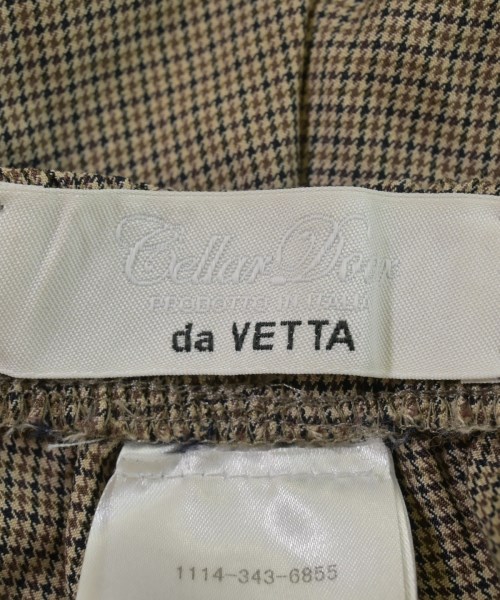 Cellar Door
PRODOTTO IN ITALIA
da VETTA
1114-343-6855